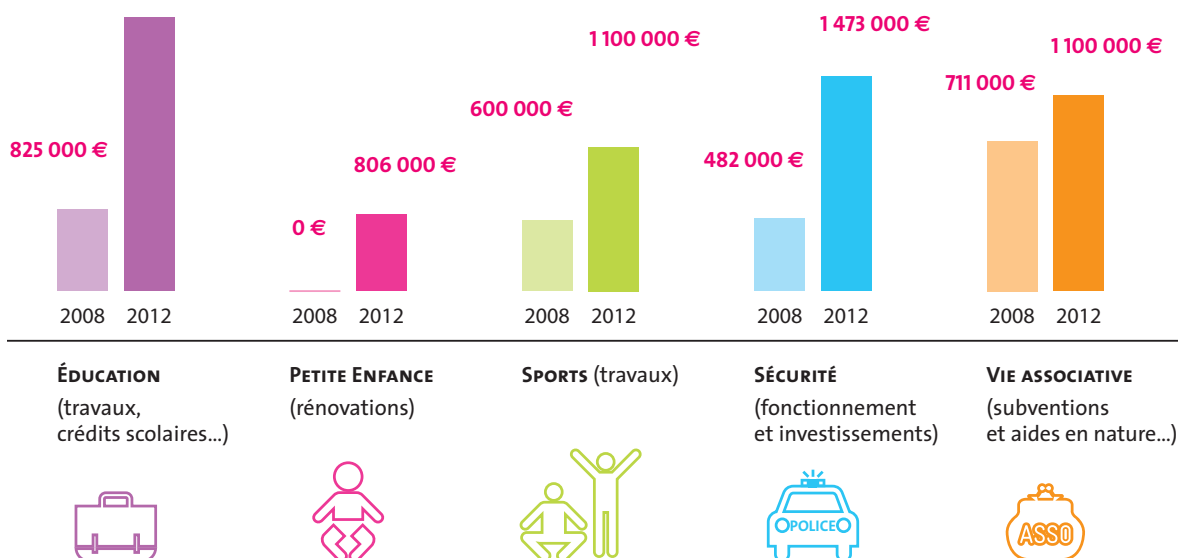 825 000 €
0 €
806 000 €
600 000 €
1 100 000 €
482 000 €
1 473 000 €
711 000 €
1 100 000 €
2008 2012
2008 2012
2008 2012
2008 2012
2008 2012
ÉDUCATION
(travaux,
crédits scolaires...)
PETITE ENFANCE
(rénovations)
SPORTS (travaux)
SÉCURITÉ
(fonctionnement
et investissements)
VIE ASSOCIATIVE
(subventions
et aides en nature...)
POLICE
ASSO